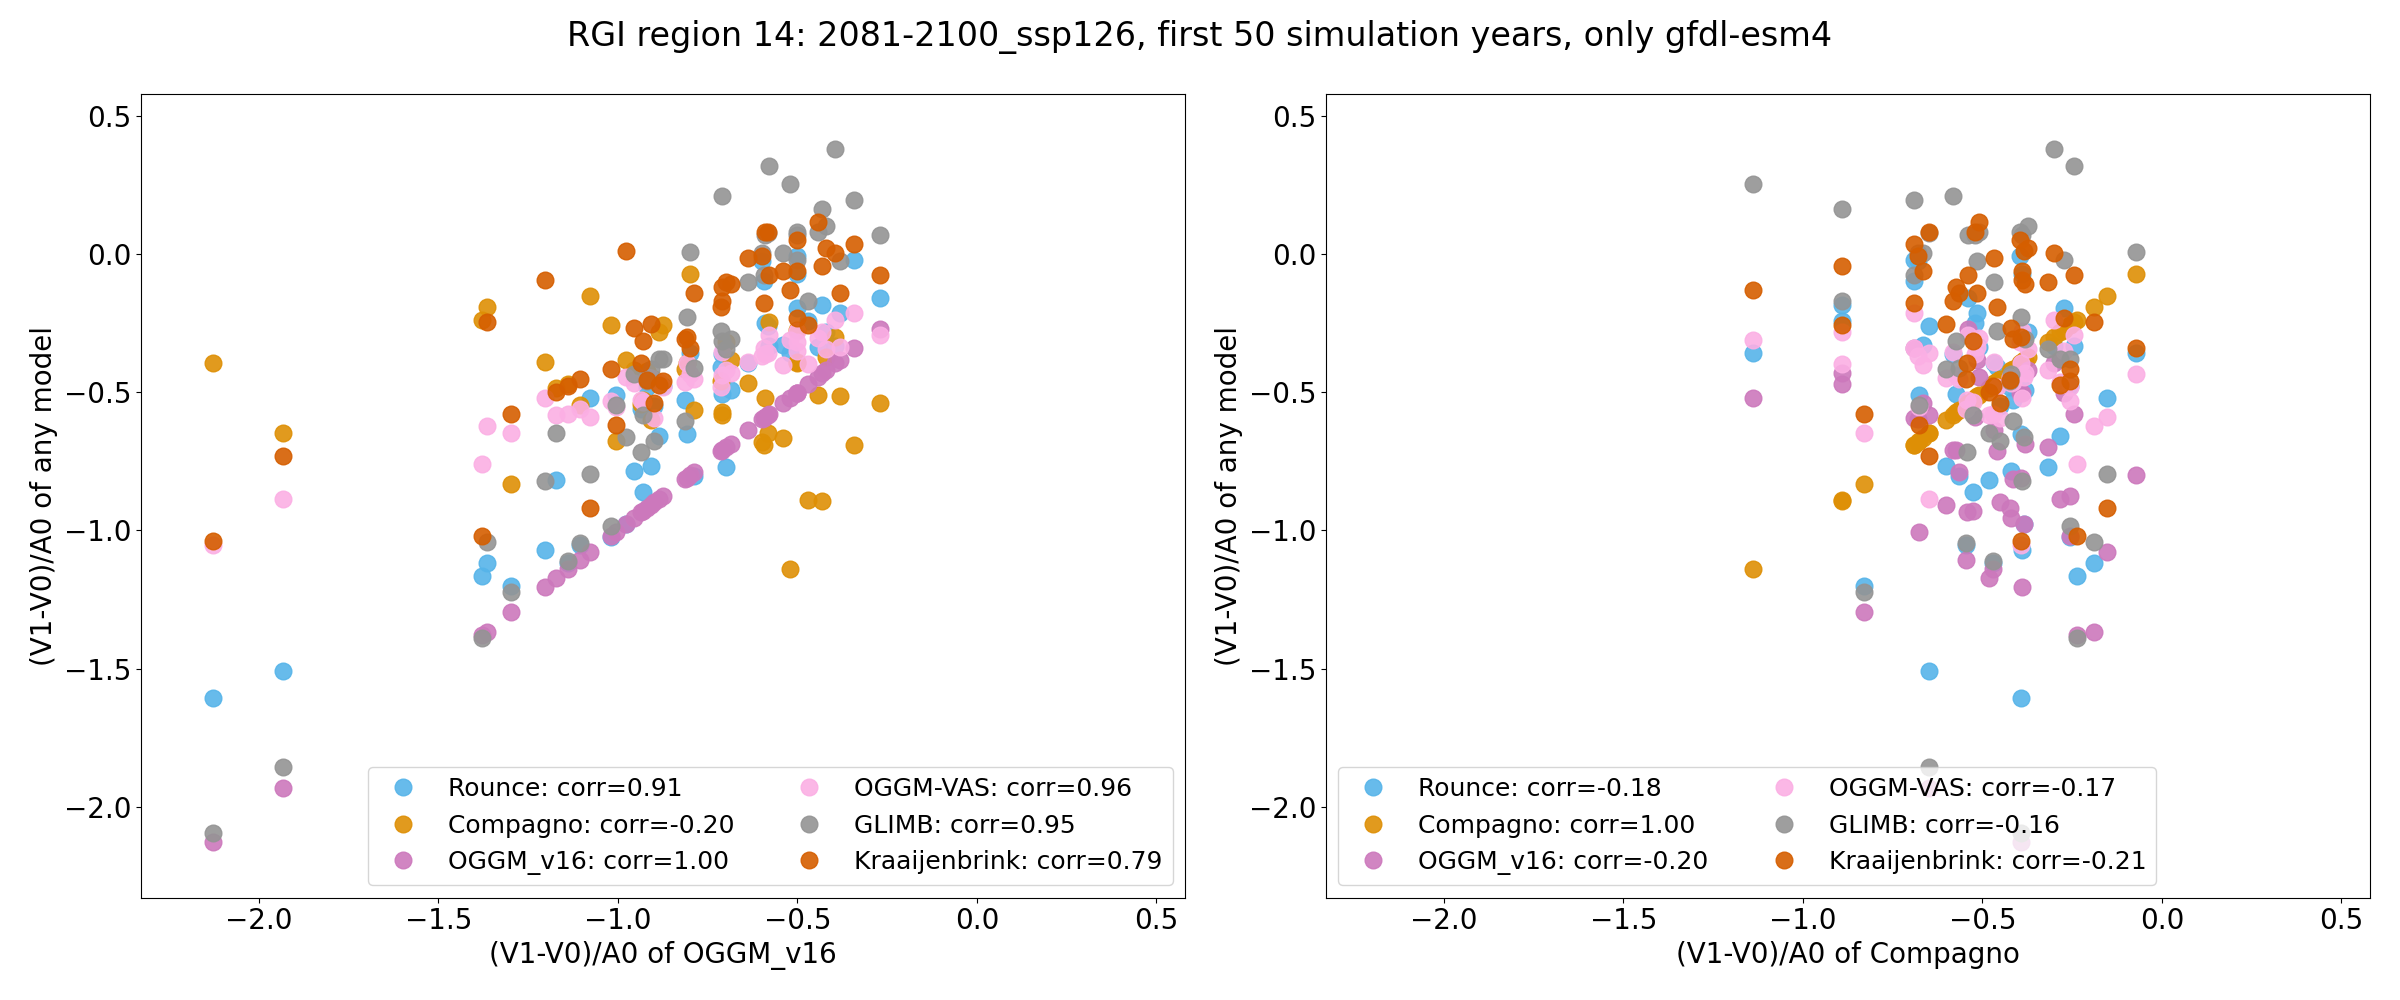 RGI region 14: 2081-2100_ssp126, first 50 simulation years, only gfdl-esm4
(V1-V0)/A0 of any model
0.5
0.0
−0.5
−1.0
−1.5
−2.0
Rounce: corr=0.91
Compagno: corr=-0.20
OGGM_v16: corr=1.00
OGGM-VAS: corr=0.96
GLIMB: corr=0.95
Kraaijenbrink: corr=0.79
−2.0 −1.5 −1.0 −0.5 0.0 0.5
(V1-V0)/A0 of OGGM_v16
(V1-V0)/A0 of any model
0.5
0.0
−0.5
−1.0
−1.5
−2.0
Rounce: corr=-0.18
Compagno: corr=1.00
OGGM_v16: corr=-0.20
OGGM-VAS: corr=-0.17
GLIMB: corr=-0.16
Kraaijenbrink: corr=-0.21
−2.0 −1.5 −1.0 −0.5 0.0 0.5
(V1-V0)/A0 of Compagno